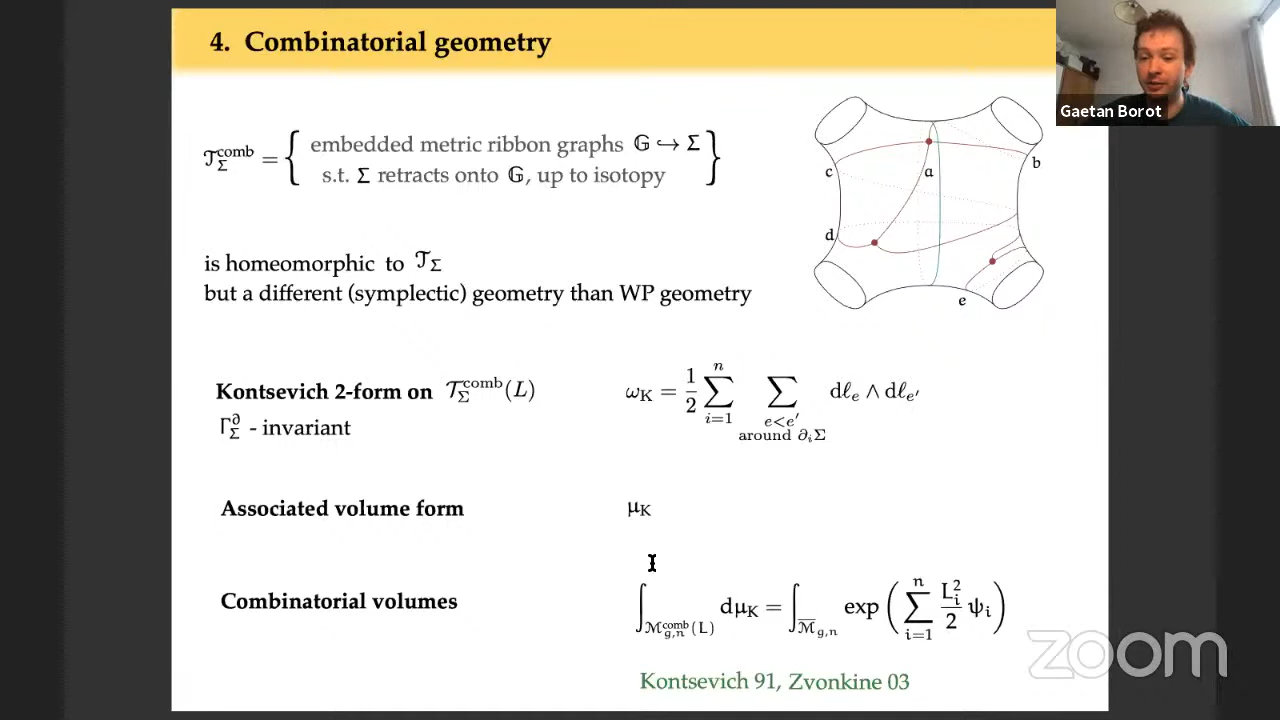 4. Combinatorial geometry
Gaetan Borot
𝒯_Σ^comb = { embedded metric ribbon graphs 𝔾 ↪ Σ
s.t. Σ retracts onto 𝔾, up to isotopy }
c
a
b
d
e
is homeomorphic to 𝒯_Σ
but a different (symplectic) geometry than WP geometry
Kontsevich 2-form on 𝒯_Σ^comb(L)
ω_K = 1/2 ∑_{i=1}^{n} ∑_{e<e′ around ∂_iΣ} dℓ_e ∧ dℓ_e′
Γ_Σ^∂ - invariant
Associated volume form
μ_K
Combinatorial volumes
∫_{ℳ_{g,n}^comb(L)} dμ_K = ∫_{ℳ̅_{g,n}} exp( ∑_{i=1}^{n} L_i^2/2 ψ_i )
Kontsevich 91, Zvonkine 03
zoom